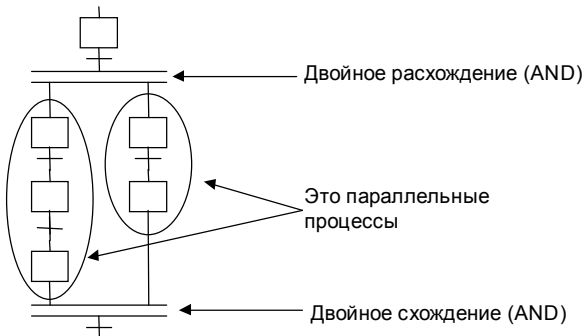 Двойное расхождение (AND)
Это параллельные
процессы
Двойное схождение (AND)